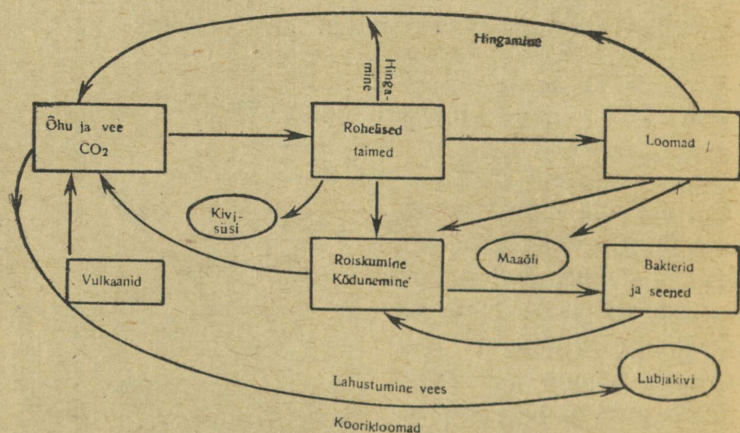 Hingamine
Hinga-
mine
Õhu ja vee
CO₂
Rohelised
taimed
Loomad
Kivi-
süsi
Roiskumine
Kõdunemine
Maaõli
Bakterid
ja seened
Vulkaanid
Lahustumine vees
Lubjakivi
Koorikloomad